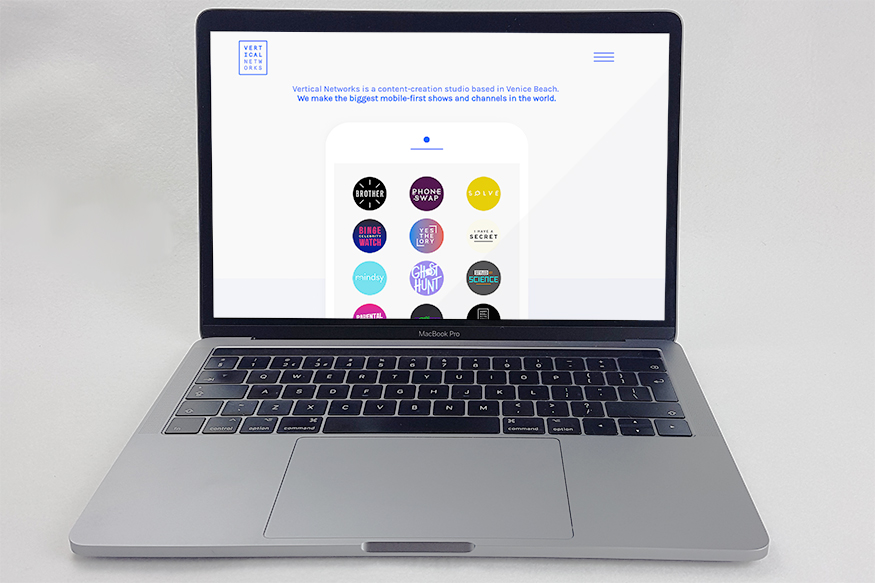 VERT
ICAL
NETW
ORKS
Vertical Networks is a content-creation studio based in Venice Beach.
We make the biggest mobile-first shows and channels in the world.
BROTHER
PHONE
SWAP
SOLVE
BINGE
CELEBRITY
WATCH
YES
THE
ORY
I HAVE A
SECRET
mindsy
GHOST
HUNT
SCIENCE
PARENTAL
MacBook Pro
Q W E R T Y U I O P
A S D F G H J K L
Z X C V B N M
fn control option command command option